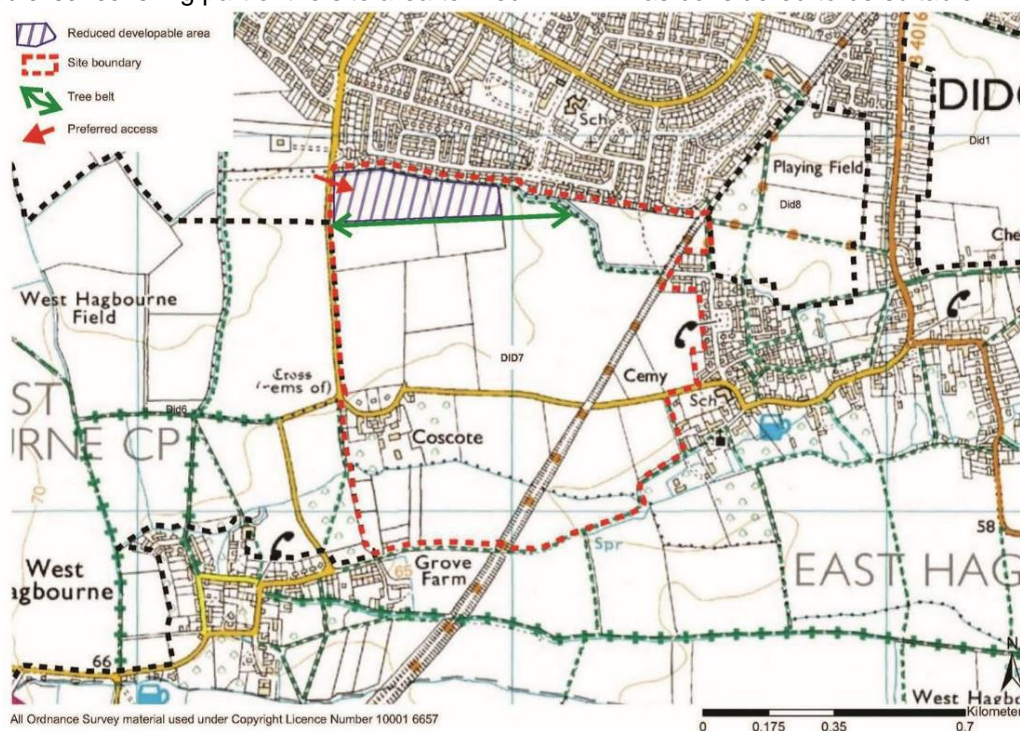 Reduced developable area
Site boundary
Tree belt
Preferred access
B 4016
DIDC
Did1
Sch
Playing Field
Did8
Che
West Hagbourne
Field
DID7
Cross
(rems of)
Cemy
Did6
Sch
ST
URNE CP
Coscote
70
58
Spr
West
agbourne
Grove
Farm
65
EAST HAG
66
N
West Hagbo
All Ordnance Survey material used under Copyright Licence Number 10001 6657
Kilometer
0 0.175 0.35 0.7